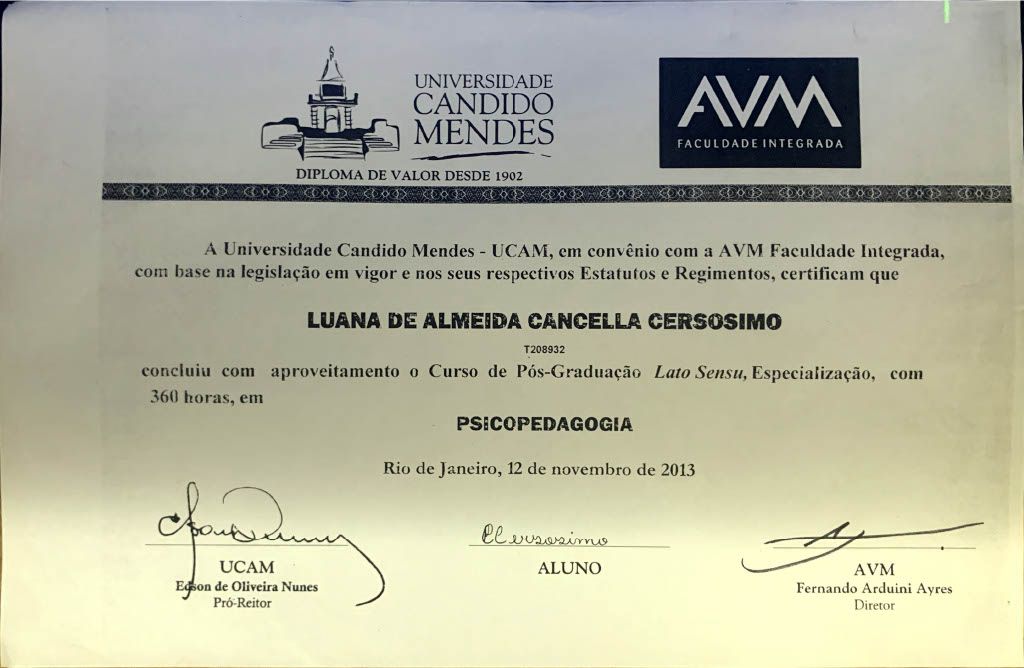 UNIVERSIDADE
CANDIDO
MENDES
DIPLOMA DE VALOR DESDE 1902
AVM
FACULDADE INTEGRADA
A Universidade Candido Mendes - UCAM, em convênio com a AVM Faculdade Integrada,
com base na legislação em vigor e nos seus respectivos Estatutos e Regimentos, certificam que
LUANA DE ALMEIDA CANCELLA CERSOSIMO
T208932
concluiu com aproveitamento o Curso de Pós-Graduação Lato Sensu, Especialização, com
360 horas, em
PSICOPEDAGOGIA
Rio de Janeiro, 12 de novembro de 2013
UCAM
Edson de Oliveira Nunes
Pró-Reitor
ALUNO
AVM
Fernando Arduini Ayres
Diretor